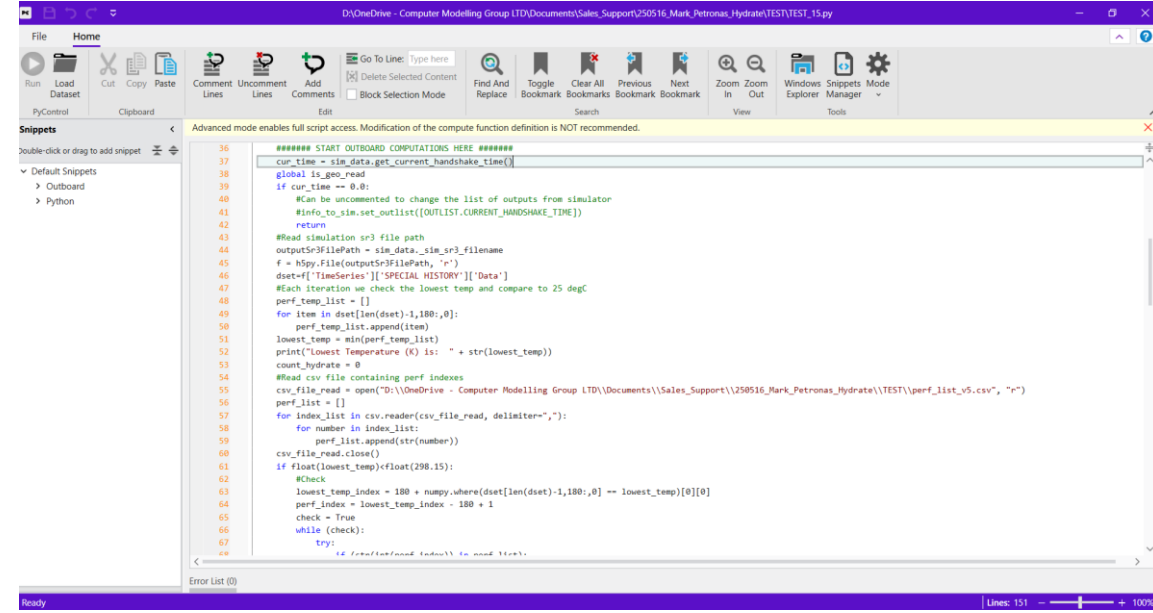 D:\OneDrive - Computer Modelling Group LTD\Documents\Sales_Support\250516_Mark_Petronas_Hydrate\TEST\TEST_15.py
File Home
Run
Load Dataset
Cut
Copy
Paste
Comment Lines
Uncomment Lines
Add Comments
Go To Line: Type here
Delete Selected Content
Block Selection Mode
Find And Replace
Toggle Bookmark
Clear All Bookmarks
Previous Bookmark
Next Bookmark
Zoom In
Zoom Out
Windows Explorer
Snippets Manager
Mode
PyControl
Clipboard
Edit
Search
View
Tools
Snippets
Double-click or drag to add snippet
Default Snippets
Outboard
Python
Advanced mode enables full script access. Modification of the compute function definition is NOT recommended.
36 ####### START OUTBOARD COMPUTATIONS HERE #######
37 cur_time = sim_data.get_current_handshake_time()
38 global is_geo_read
39 if cur_time == 0.0:
40 #Can be uncommented to change the list of outputs from simulator
41 #info_to_sim.set_outlist([OUTLIST.CURRENT_HANDSHAKE_TIME])
42 return
43 #Read simulation sr3 file path
44 outputSr3FilePath = sim_data._sim_sr3_filename
45 f = h5py.File(outputSr3FilePath, 'r')
46 dset=f['TimeSeries']['SPECIAL HISTORY']['Data']
47 #Each iteration we check the lowest temp and compare to 25 degC
48 perf_temp_list = []
49 for item in dset[len(dset)-1,180:,0]:
50 perf_temp_list.append(item)
51 lowest_temp = min(perf_temp_list)
52 print("Lowest Temperature (K) is:  " + str(lowest_temp))
53 count_hydrate = 0
54 #Read csv file containing perf indexes
55 csv_file_read = open("D:\\OneDrive - Computer Modelling Group LTD\\Documents\\Sales_Support\\250516_Mark_Petronas_Hydrate\\TEST\\perf_list_v5.csv", "r")
56 perf_list = []
57 for index_list in csv.reader(csv_file_read, delimiter=","):
58 for number in index_list:
59 perf_list.append(str(number))
60 csv_file_read.close()
61 if float(lowest_temp)<float(298.15):
62 #Check
63 lowest_temp_index = 180 + numpy.where(dset[len(dset)-1,180:,0] == lowest_temp)[0][0]
64 perf_index = lowest_temp_index - 180 + 1
65 check = True
66 while (check):
67 try:
68 if (str(int(perf_index)) in perf_list):
Error List (0)
Ready
Lines: 151
100%